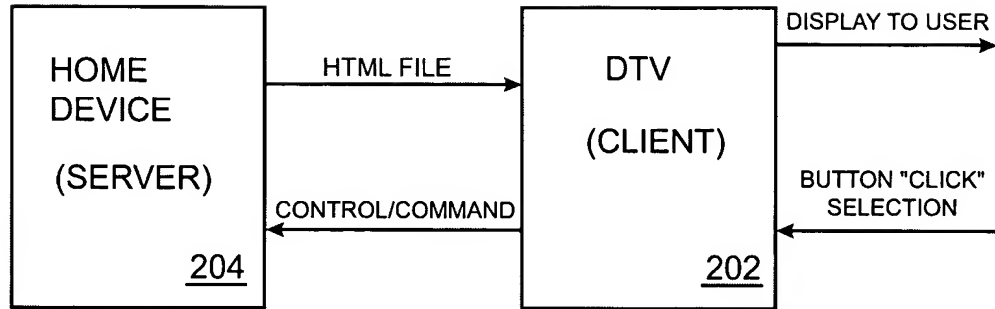 HOME
DEVICE
(SERVER)
204
HTML FILE
CONTROL/COMMAND
DTV
(CLIENT)
202
DISPLAY TO USER
BUTTON "CLICK"
SELECTION